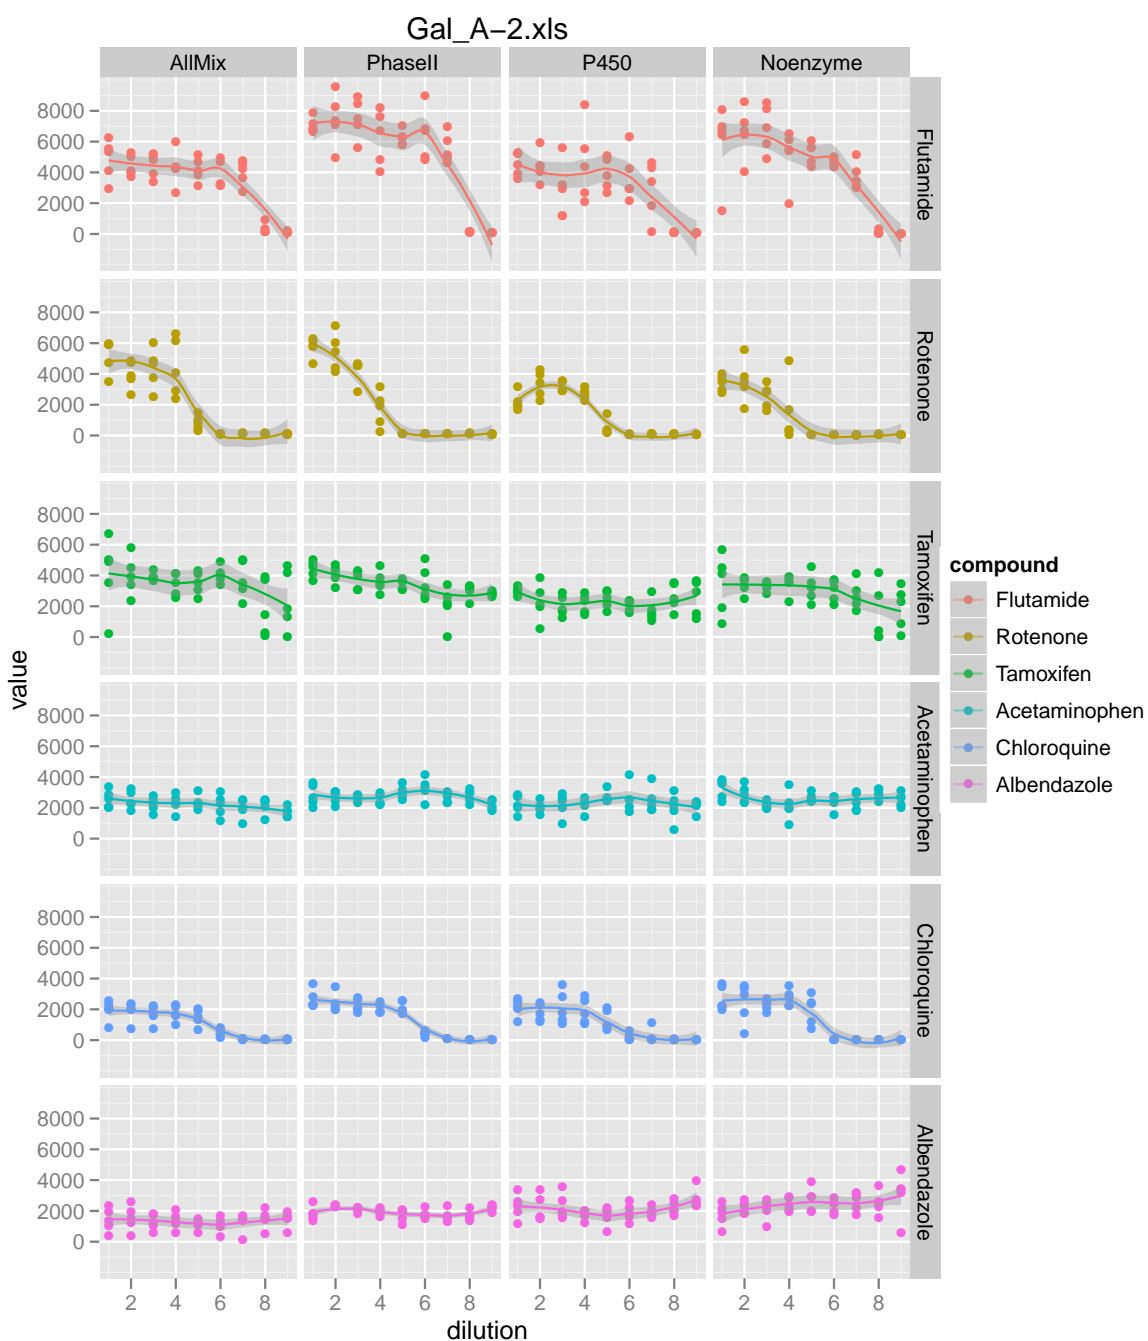 Gal_A−2.xls
AllMix PhaseII P450 Noenzyme
8000
6000
4000
2000
0
Flutamide
8000
6000
4000
2000
0
Rotenone
8000
6000
4000
2000
0
Tamoxifen
8000
6000
4000
2000
0
Acetaminophen
8000
6000
4000
2000
0
Chloroquine
8000
6000
4000
2000
0
Albendazole
2 4 6 8 2 4 6 8 2 4 6 8 2 4 6 8
dilution
value
compound
Flutamide
Rotenone
Tamoxifen
Acetaminophen
Chloroquine
Albendazole